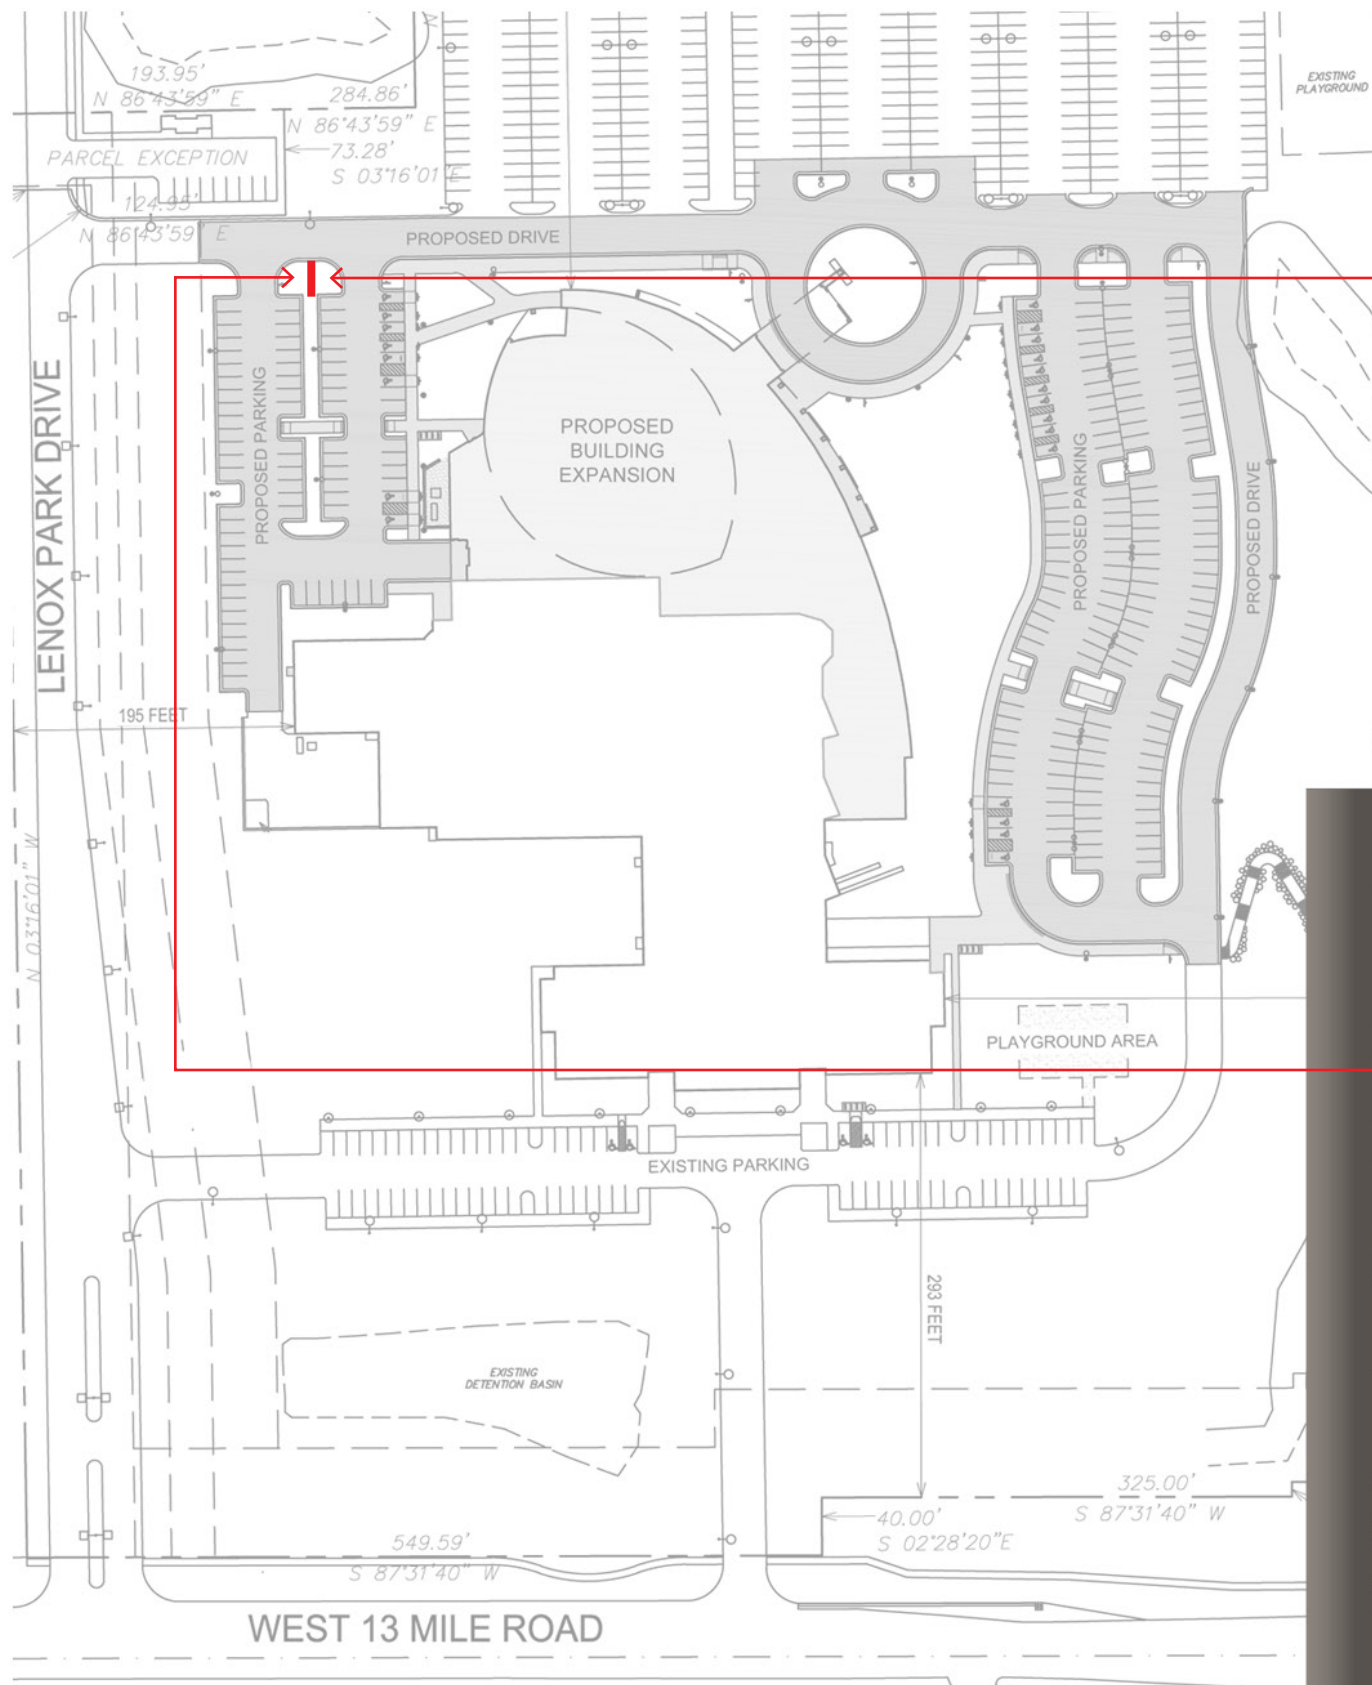 EXISTING
PLAYGROUND
193.95'
N 86°43'59" E
284.86'
N 86°43'59" E
73.28'
S 03°16'01"E
PARCEL EXCEPTION
124.95'
N 86°43'59" E
PROPOSED DRIVE
LENOX PARK DRIVE
PROPOSED PARKING
PROPOSED
BUILDING
EXPANSION
PROPOSED PARKING
PROPOSED DRIVE
195 FEET
N 03°16'01" W
PLAYGROUND AREA
EXISTING PARKING
293 FEET
EXISTING
DETENTION BASIN
325.00'
S 87°31'40" W
40.00'
S 02°28'20"E
549.59'
S 87°31'40" W
WEST 13 MILE ROAD